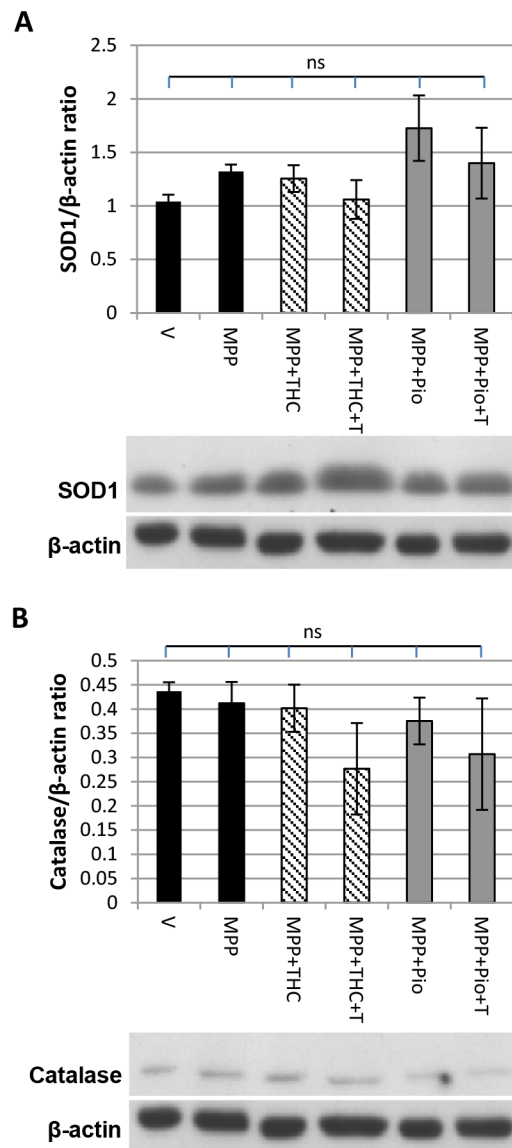 A
SOD1/β-actin ratio
2.5
2
1.5
1
0.5
0
ns
V
MPP
MPP+THC
MPP+THC+T
MPP+Pio
MPP+Pio+T
SOD1
β-actin
B
Catalase/β-actin ratio
0.5
0.45
0.4
0.35
0.3
0.25
0.2
0.15
0.1
0.05
0
ns
V
MPP
MPP+THC
MPP+THC+T
MPP+Pio
MPP+Pio+T
Catalase
β-actin